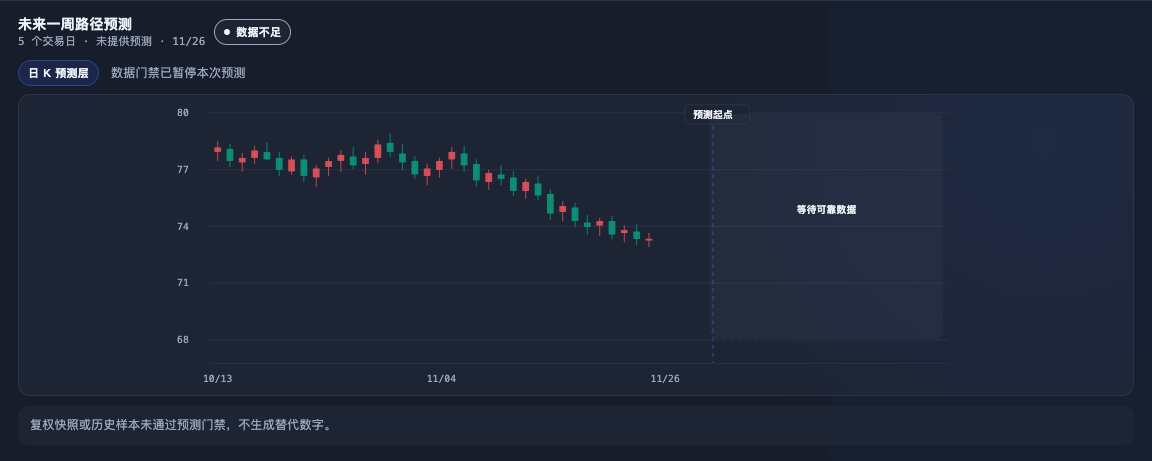 未来一周路径预测
5 个交易日 · 未提供预测 · 11/26
数据不足
日 K 预测层
数据门禁已暂停本次预测
80
预测起点
77
等待可靠数据
74
71
68
10/13
11/04
11/26
复权快照或历史样本未通过预测门禁，不生成替代数字。